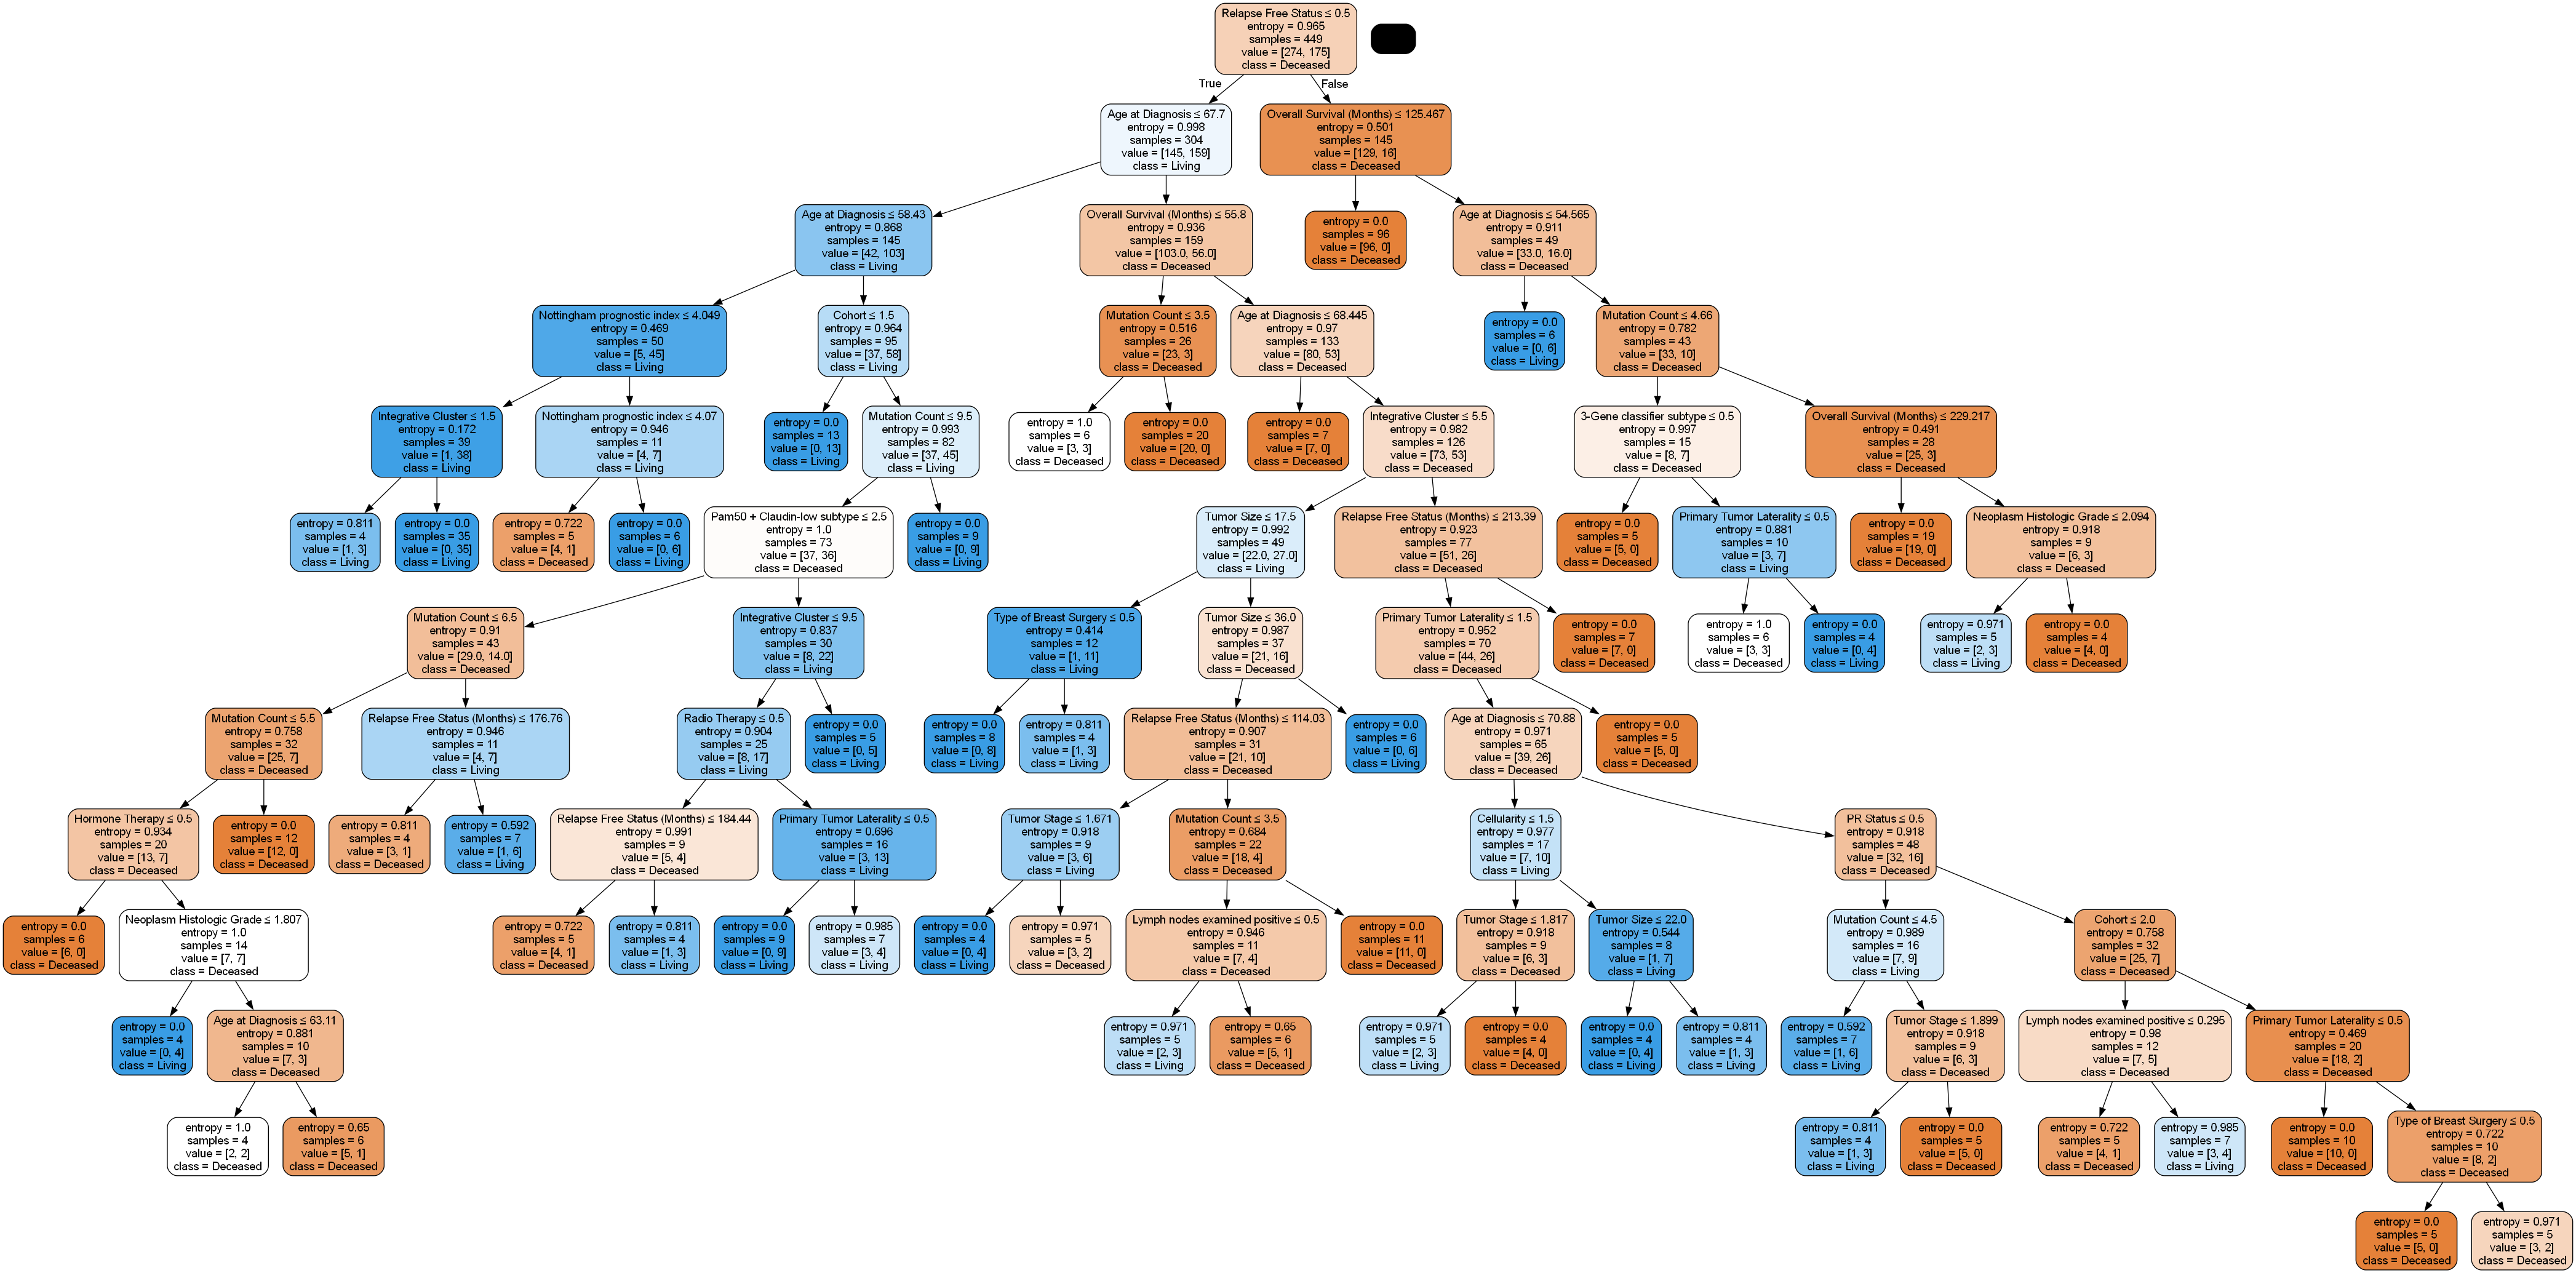 Relapse Free Status ≤ 0.5
entropy = 0.965
samples = 449
value = [274, 175]
class = Deceased
True
False
Age at Diagnosis ≤ 67.7
entropy = 0.998
samples = 304
value = [145, 159]
class = Living
Overall Survival (Months) ≤ 125.467
entropy = 0.501
samples = 145
value = [129, 16]
class = Deceased
Age at Diagnosis ≤ 58.43
entropy = 0.868
samples = 145
value = [42, 103]
class = Living
Overall Survival (Months) ≤ 55.8
entropy = 0.936
samples = 159
value = [103.0, 56.0]
class = Deceased
entropy = 0.0
samples = 96
value = [96, 0]
class = Deceased
Age at Diagnosis ≤ 54.565
entropy = 0.911
samples = 49
value = [33.0, 16.0]
class = Deceased
Nottingham prognostic index ≤ 4.049
entropy = 0.469
samples = 50
value = [5, 45]
class = Living
Cohort ≤ 1.5
entropy = 0.964
samples = 95
value = [37, 58]
class = Living
Mutation Count ≤ 3.5
entropy = 0.516
samples = 26
value = [23, 3]
class = Deceased
Age at Diagnosis ≤ 68.445
entropy = 0.97
samples = 133
value = [80, 53]
class = Deceased
entropy = 0.0
samples = 6
value = [0, 6]
class = Living
Mutation Count ≤ 4.66
entropy = 0.782
samples = 43
value = [33, 10]
class = Deceased
Integrative Cluster ≤ 1.5
entropy = 0.172
samples = 39
value = [1, 38]
class = Living
Nottingham prognostic index ≤ 4.07
entropy = 0.946
samples = 11
value = [4, 7]
class = Living
entropy = 0.0
samples = 13
value = [0, 13]
class = Living
Mutation Count ≤ 9.5
entropy = 0.993
samples = 82
value = [37, 45]
class = Living
entropy = 1.0
samples = 6
value = [3, 3]
class = Deceased
entropy = 0.0
samples = 20
value = [20, 0]
class = Deceased
entropy = 0.0
samples = 7
value = [7, 0]
class = Deceased
Integrative Cluster ≤ 5.5
entropy = 0.982
samples = 126
value = [73, 53]
class = Deceased
3-Gene classifier subtype ≤ 0.5
entropy = 0.997
samples = 15
value = [8, 7]
class = Deceased
Overall Survival (Months) ≤ 229.217
entropy = 0.491
samples = 28
value = [25, 3]
class = Deceased
entropy = 0.811
samples = 4
value = [1, 3]
class = Living
entropy = 0.0
samples = 35
value = [0, 35]
class = Living
entropy = 0.722
samples = 5
value = [4, 1]
class = Deceased
entropy = 0.0
samples = 6
value = [0, 6]
class = Living
Pam50 + Claudin-low subtype ≤ 2.5
entropy = 1.0
samples = 73
value = [37, 36]
class = Deceased
entropy = 0.0
samples = 9
value = [0, 9]
class = Living
Tumor Size ≤ 17.5
entropy = 0.992
samples = 49
value = [22.0, 27.0]
class = Living
Relapse Free Status (Months) ≤ 213.39
entropy = 0.923
samples = 77
value = [51, 26]
class = Deceased
entropy = 0.0
samples = 5
value = [5, 0]
class = Deceased
Primary Tumor Laterality ≤ 0.5
entropy = 0.881
samples = 10
value = [3, 7]
class = Living
entropy = 0.0
samples = 19
value = [19, 0]
class = Deceased
Neoplasm Histologic Grade ≤ 2.094
entropy = 0.918
samples = 9
value = [6, 3]
class = Deceased
Mutation Count ≤ 6.5
entropy = 0.91
samples = 43
value = [29.0, 14.0]
class = Deceased
Integrative Cluster ≤ 9.5
entropy = 0.837
samples = 30
value = [8, 22]
class = Living
Type of Breast Surgery ≤ 0.5
entropy = 0.414
samples = 12
value = [1, 11]
class = Living
Tumor Size ≤ 36.0
entropy = 0.987
samples = 37
value = [21, 16]
class = Deceased
Primary Tumor Laterality ≤ 1.5
entropy = 0.952
samples = 70
value = [44, 26]
class = Deceased
entropy = 0.0
samples = 7
value = [7, 0]
class = Deceased
entropy = 1.0
samples = 6
value = [3, 3]
class = Deceased
entropy = 0.0
samples = 4
value = [0, 4]
class = Living
entropy = 0.971
samples = 5
value = [2, 3]
class = Living
entropy = 0.0
samples = 4
value = [4, 0]
class = Deceased
Mutation Count ≤ 5.5
entropy = 0.758
samples = 32
value = [25, 7]
class = Deceased
Relapse Free Status (Months) ≤ 176.76
entropy = 0.946
samples = 11
value = [4, 7]
class = Living
Radio Therapy ≤ 0.5
entropy = 0.904
samples = 25
value = [8, 17]
class = Living
entropy = 0.0
samples = 5
value = [0, 5]
class = Living
entropy = 0.0
samples = 8
value = [0, 8]
class = Living
entropy = 0.811
samples = 4
value = [1, 3]
class = Living
Relapse Free Status (Months) ≤ 114.03
entropy = 0.907
samples = 31
value = [21, 10]
class = Deceased
entropy = 0.0
samples = 6
value = [0, 6]
class = Living
Age at Diagnosis ≤ 70.88
entropy = 0.971
samples = 65
value = [39, 26]
class = Deceased
entropy = 0.0
samples = 5
value = [5, 0]
class = Deceased
Hormone Therapy ≤ 0.5
entropy = 0.934
samples = 20
value = [13, 7]
class = Deceased
entropy = 0.0
samples = 12
value = [12, 0]
class = Deceased
entropy = 0.811
samples = 4
value = [3, 1]
class = Deceased
entropy = 0.592
samples = 7
value = [1, 6]
class = Living
Relapse Free Status (Months) ≤ 184.44
entropy = 0.991
samples = 9
value = [5, 4]
class = Deceased
Primary Tumor Laterality ≤ 0.5
entropy = 0.696
samples = 16
value = [3, 13]
class = Living
Tumor Stage ≤ 1.671
entropy = 0.918
samples = 9
value = [3, 6]
class = Living
Mutation Count ≤ 3.5
entropy = 0.684
samples = 22
value = [18, 4]
class = Deceased
Cellularity ≤ 1.5
entropy = 0.977
samples = 17
value = [7, 10]
class = Living
PR Status ≤ 0.5
entropy = 0.918
samples = 48
value = [32, 16]
class = Deceased
entropy = 0.0
samples = 6
value = [6, 0]
class = Deceased
Neoplasm Histologic Grade ≤ 1.807
entropy = 1.0
samples = 14
value = [7, 7]
class = Deceased
entropy = 0.722
samples = 5
value = [4, 1]
class = Deceased
entropy = 0.811
samples = 4
value = [1, 3]
class = Living
entropy = 0.0
samples = 9
value = [0, 9]
class = Living
entropy = 0.985
samples = 7
value = [3, 4]
class = Living
entropy = 0.0
samples = 4
value = [0, 4]
class = Living
entropy = 0.971
samples = 5
value = [3, 2]
class = Deceased
Lymph nodes examined positive ≤ 0.5
entropy = 0.946
samples = 11
value = [7, 4]
class = Deceased
entropy = 0.0
samples = 11
value = [11, 0]
class = Deceased
Tumor Stage ≤ 1.817
entropy = 0.918
samples = 9
value = [6, 3]
class = Deceased
Tumor Size ≤ 22.0
entropy = 0.544
samples = 8
value = [1, 7]
class = Living
Mutation Count ≤ 4.5
entropy = 0.989
samples = 16
value = [7, 9]
class = Living
Cohort ≤ 2.0
entropy = 0.758
samples = 32
value = [25, 7]
class = Deceased
entropy = 0.0
samples = 4
value = [0, 4]
class = Living
Age at Diagnosis ≤ 63.11
entropy = 0.881
samples = 10
value = [7, 3]
class = Deceased
entropy = 0.971
samples = 5
value = [2, 3]
class = Living
entropy = 0.65
samples = 6
value = [5, 1]
class = Deceased
entropy = 0.971
samples = 5
value = [2, 3]
class = Living
entropy = 0.0
samples = 4
value = [4, 0]
class = Deceased
entropy = 0.0
samples = 4
value = [0, 4]
class = Living
entropy = 0.811
samples = 4
value = [1, 3]
class = Living
entropy = 0.592
samples = 7
value = [1, 6]
class = Living
Tumor Stage ≤ 1.899
entropy = 0.918
samples = 9
value = [6, 3]
class = Deceased
Lymph nodes examined positive ≤ 0.295
entropy = 0.98
samples = 12
value = [7, 5]
class = Deceased
Primary Tumor Laterality ≤ 0.5
entropy = 0.469
samples = 20
value = [18, 2]
class = Deceased
entropy = 1.0
samples = 4
value = [2, 2]
class = Deceased
entropy = 0.65
samples = 6
value = [5, 1]
class = Deceased
entropy = 0.811
samples = 4
value = [1, 3]
class = Living
entropy = 0.0
samples = 5
value = [5, 0]
class = Deceased
entropy = 0.722
samples = 5
value = [4, 1]
class = Deceased
entropy = 0.985
samples = 7
value = [3, 4]
class = Living
entropy = 0.0
samples = 10
value = [10, 0]
class = Deceased
Type of Breast Surgery ≤ 0.5
entropy = 0.722
samples = 10
value = [8, 2]
class = Deceased
entropy = 0.0
samples = 5
value = [5, 0]
class = Deceased
entropy = 0.971
samples = 5
value = [3, 2]
class = Deceased